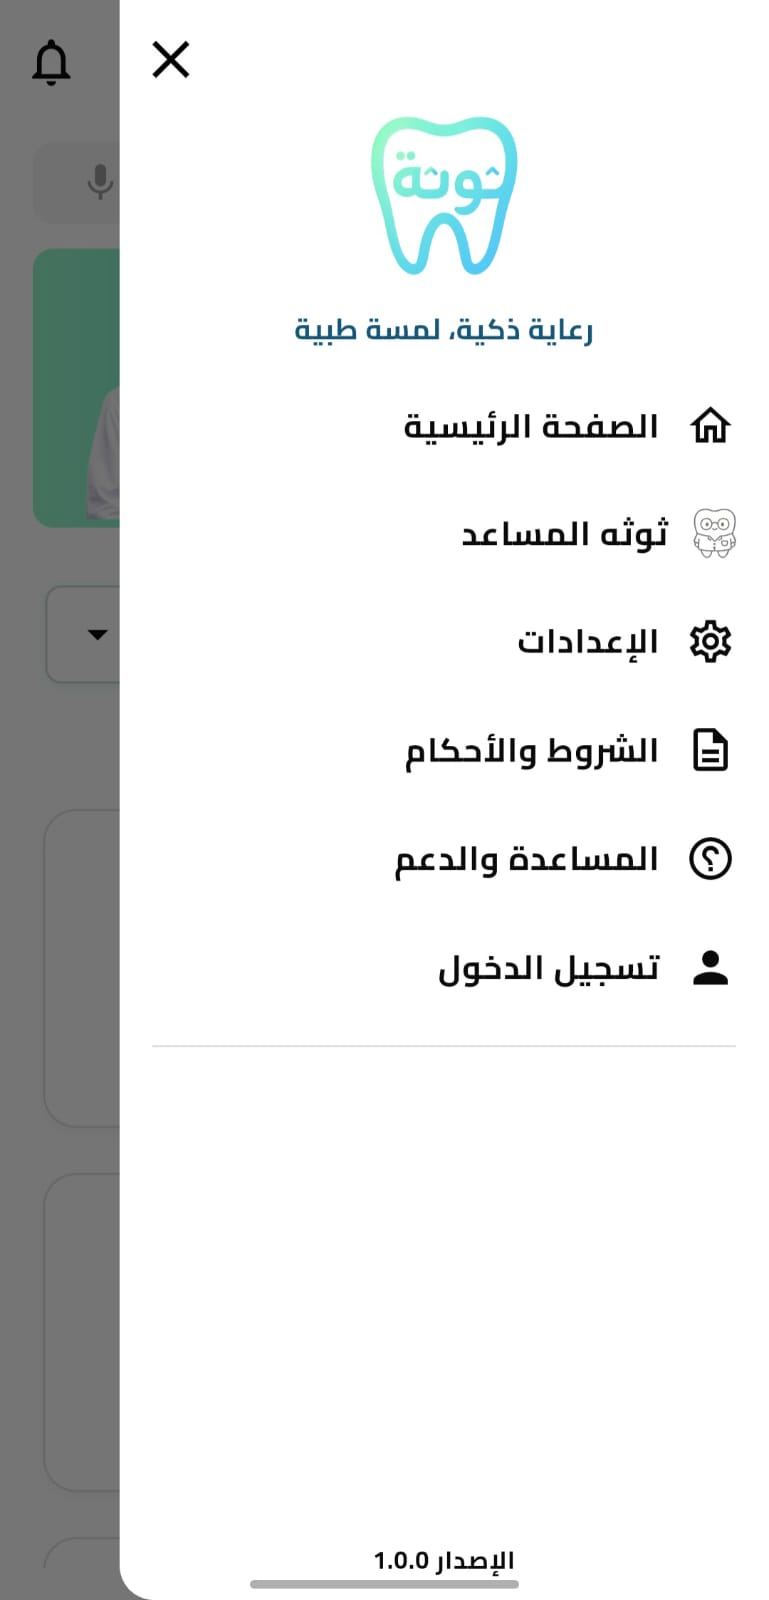 ثوثة
رعاية ذكية، لمسة طبية
الصفحة الرئيسية
ثوثه المساعد
الإعدادات
الشروط والأحكام
المساعدة والدعم
تسجيل الدخول
الإصدار 1.0.0